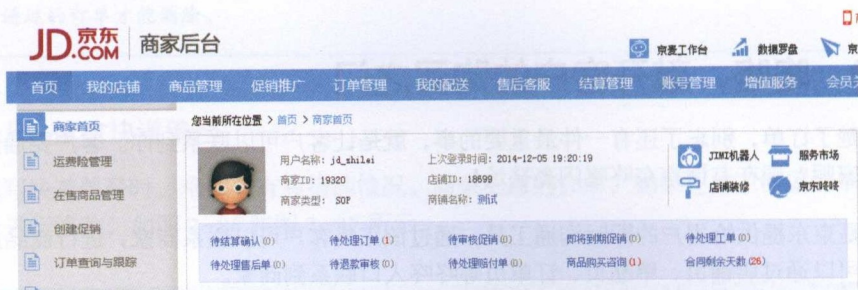 JD.京东.COM 商家后台
京麦工作台 数据罗盘 京
首页 我的店铺 商品管理 促销推广 订单管理 我的配送 售后客服 结算管理 账号管理 增值服务 会员
商家首页
运费险管理
在售商品管理
创建促销
订单查询与跟踪
您当前所在位置 > 首页 > 商家首页
用户名称: jd_shilei 上次登录时间: 2014-12-05 19:20:19
商家ID: 19320 店铺ID: 18699
商家类型: SOP 商铺名称: 测试
JIMI机器人 服务市场
店铺装修 京东咚咚
待结算确认(0) 待处理订单(1) 待审核促销(0) 即将到期促销(0) 待处理工单(0)
待处理售后单(0) 待退款审核(0) 待处理赔付单(0) 商品购买咨询(1) 合同剩余天数(26)